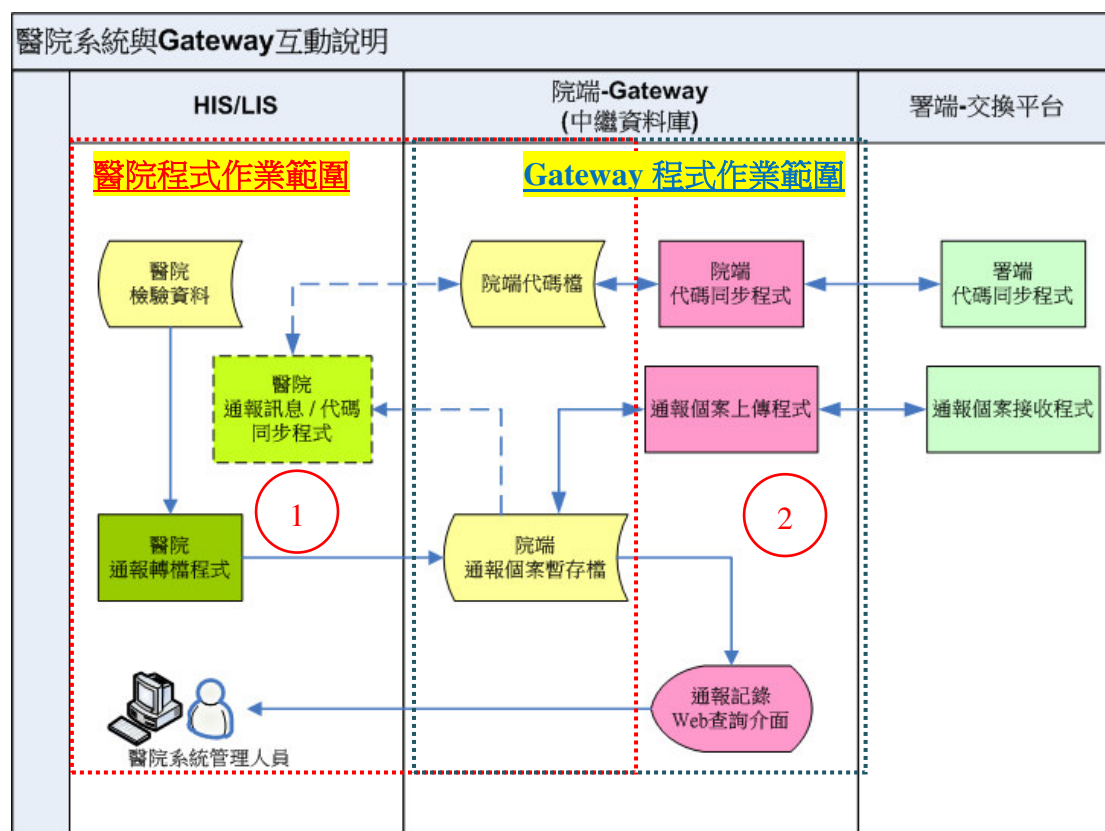 醫院系統與Gateway互動說明
HIS/LIS
院端-Gateway
(中繼資料庫)
署端-交換平台
醫院程式作業範圍
Gateway 程式作業範圍
醫院
檢驗資料
院端代碼檔
院端
代碼同步程式
署端
代碼同步程式
醫院
通報訊息 / 代碼
同步程式
通報個案上傳程式
通報個案接收程式
1
2
醫院
通報轉檔程式
院端
通報個案暫存檔
通報記錄
Web查詢介面
醫院系統管理人員